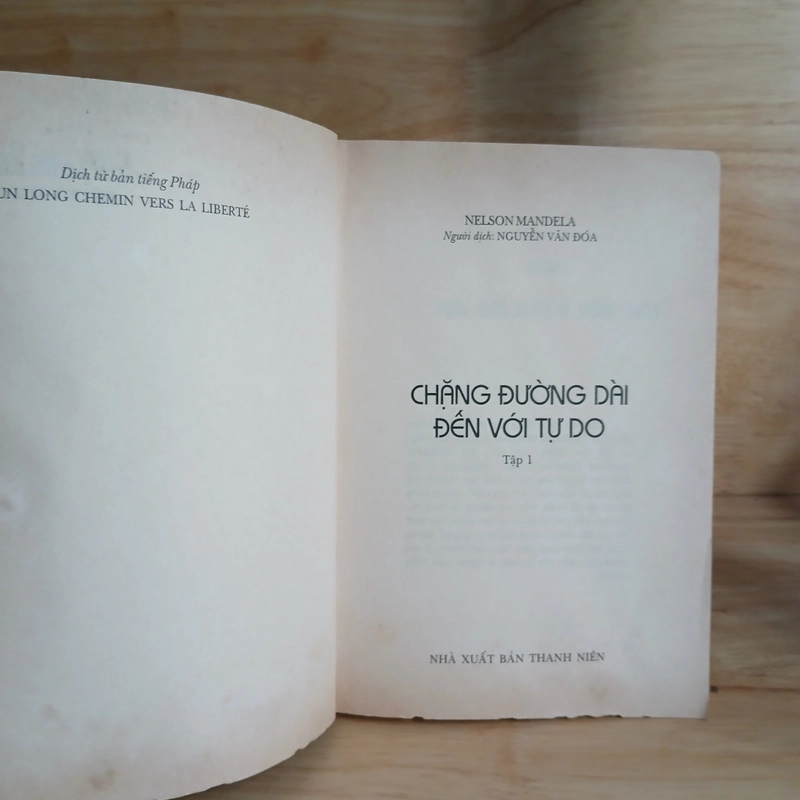 Dịch từ bản tiếng Pháp
UN LONG CHEMIN VERS LA LIBERTÉ
NELSON MANDELA
Người dịch: NGUYỄN VĂN ĐÓA
CHẶNG ĐƯỜNG DÀI
ĐẾN VỚI TỰ DO
Tập 1
NHÀ XUẤT BẢN THANH NIÊN